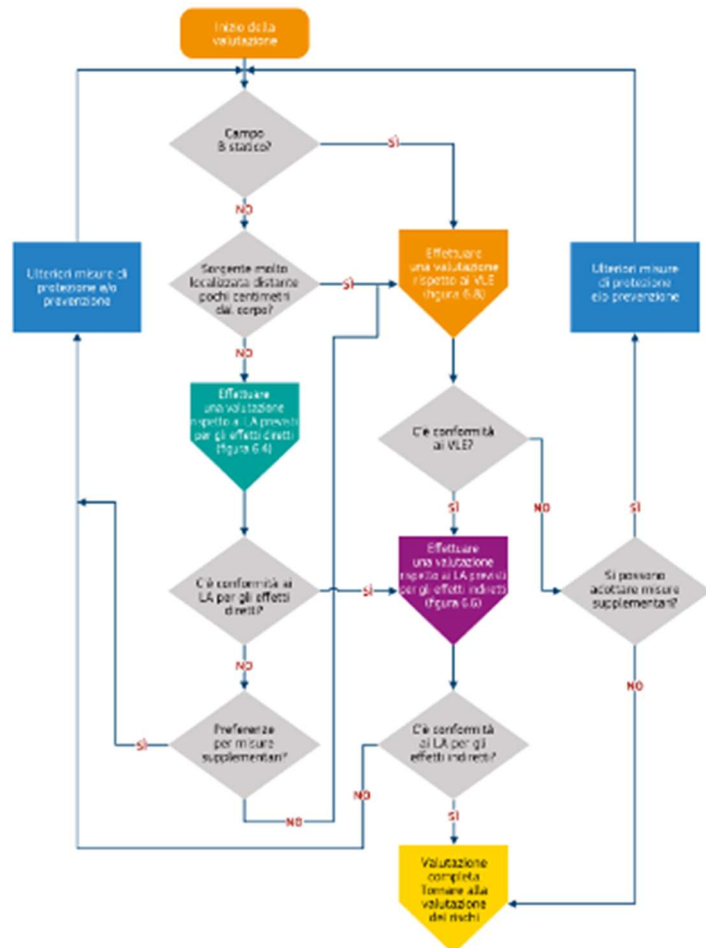 Inizio della
valutazione
Campo
B statico?
SÌ
NO
Ulteriori misure di
protezione e/o
prevenzione
Sorgente molto
localizzata distante
pochi centimetri
dal corpo?
SÌ
Effettuare
una valutazione
rispetto ai VLE
(figura 6.8)
Ulteriori misure
di protezione
e/o prevenzione
NO
Effettuare
una valutazione
rispetto ai LA previsti
per gli effetti diretti
(figura 6.4)
C'è conformità
ai VLE?
SÌ
NO
SÌ
C'è conformità ai
LA per gli effetti
diretti?
SÌ
Effettuare
una valutazione
rispetto ai LA previsti
per gli effetti indiretti
(figura 6.6)
Si possono
adottare misure
supplementari?
NO
NO
Preferenze
per misure
supplementari?
SÌ
NO
C'è conformità
ai LA per gli
effetti indiretti?
NO
SÌ
Valutazione
completa
Tornare alla
valutazione
dei rischi